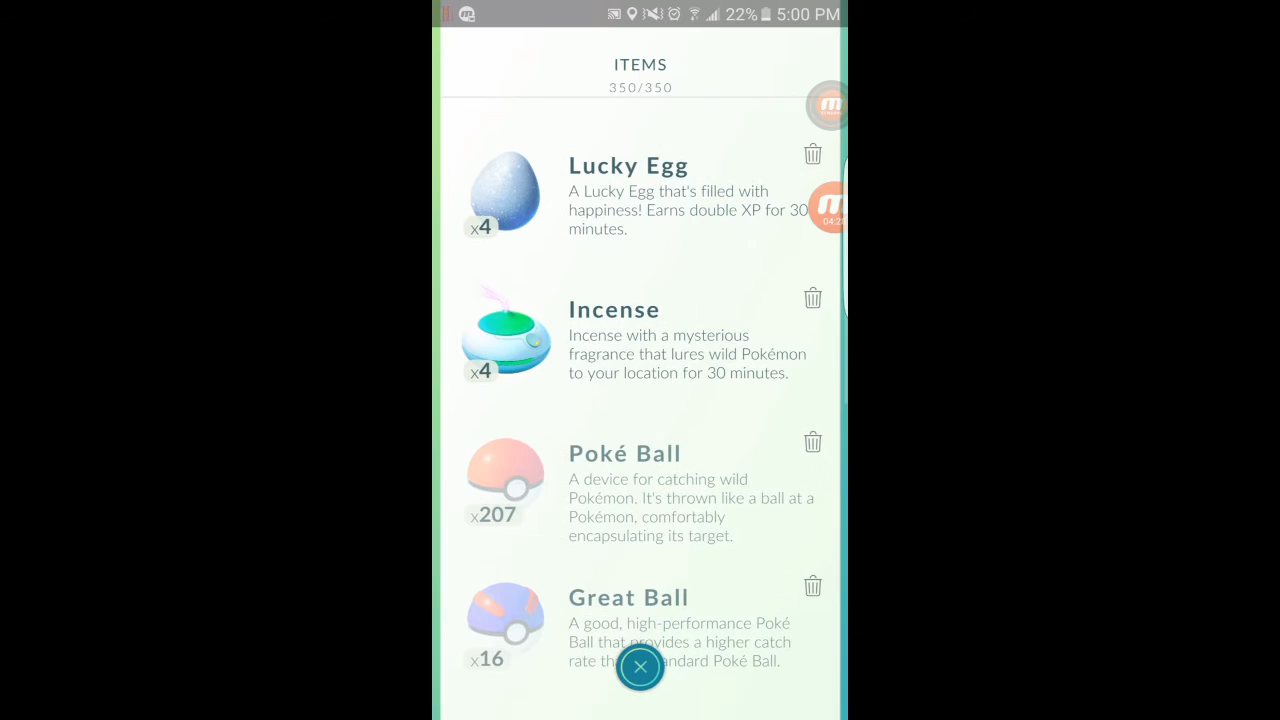 22% 5:00 PM
ITEMS
350/350
Lucky Egg
A Lucky Egg that's filled with
happiness! Earns double XP for 30
minutes.
x4
Incense
Incense with a mysterious
fragrance that lures wild Pokémon
to your location for 30 minutes.
x4
Poké Ball
A device for catching wild
Pokémon. It's thrown like a ball at a
Pokémon, comfortably
encapsulating its target.
x207
Great Ball
A good, high-performance Poké
Ball that provides a higher catch
rate standard Poké Ball.
x16